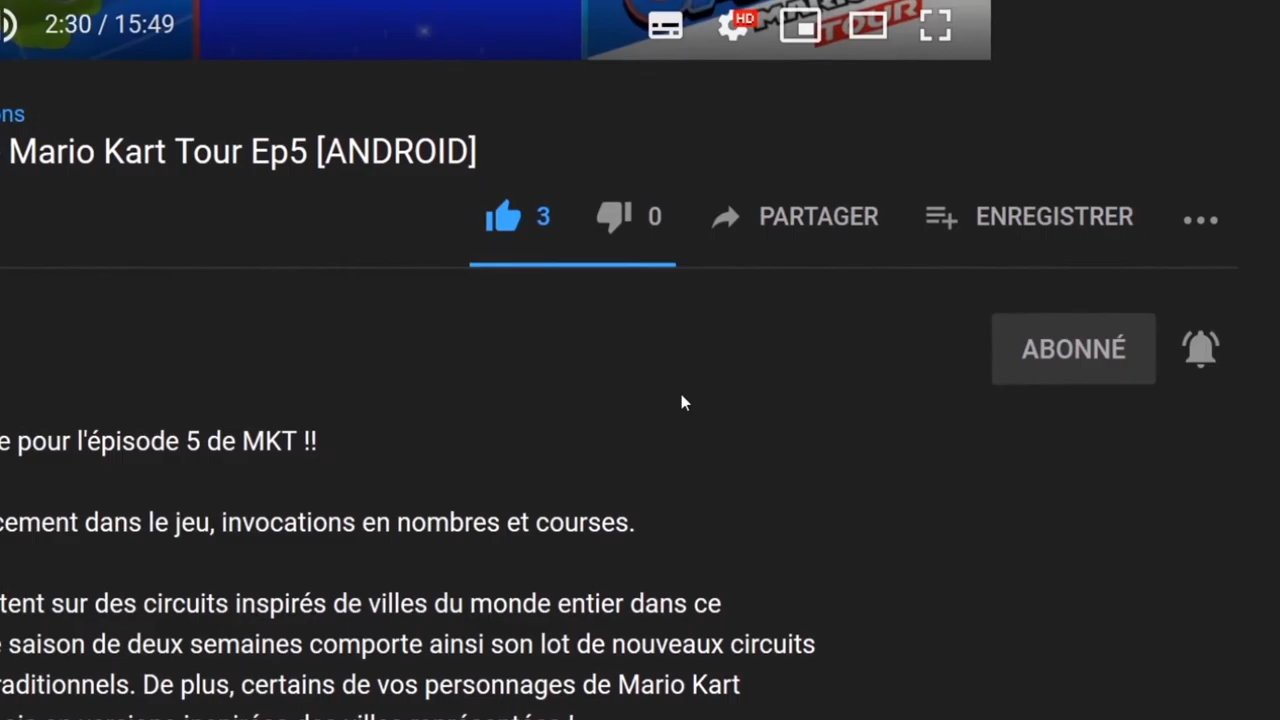 2:30 / 15:49
HD
MARIO
TOUR
ns
Mario Kart Tour Ep5 [ANDROID]
3
0
PARTAGER
ENREGISTRER
ABONNÉ
e pour l'épisode 5 de MKT !!
cement dans le jeu, invocations en nombres et courses.
tent sur des circuits inspirés de villes du monde entier dans ce
e saison de deux semaines comporte ainsi son lot de nouveaux circuits
raditionnels. De plus, certains de vos personnages de Mario Kart